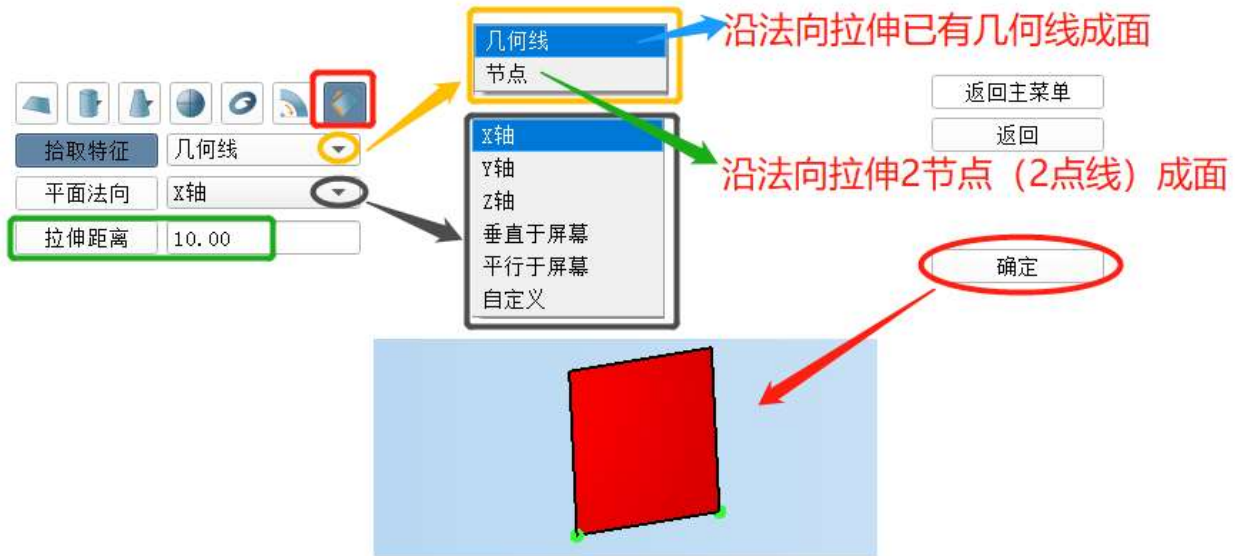 几何线
节点
沿法向拉伸已有几何线成面
返回主菜单
返回
拾取特征 几何线
平面法向 X轴
拉伸距离 10.00
X轴
Y轴
Z轴
垂直于屏幕
平行于屏幕
自定义
沿法向拉伸2节点（2点线）成面
确定